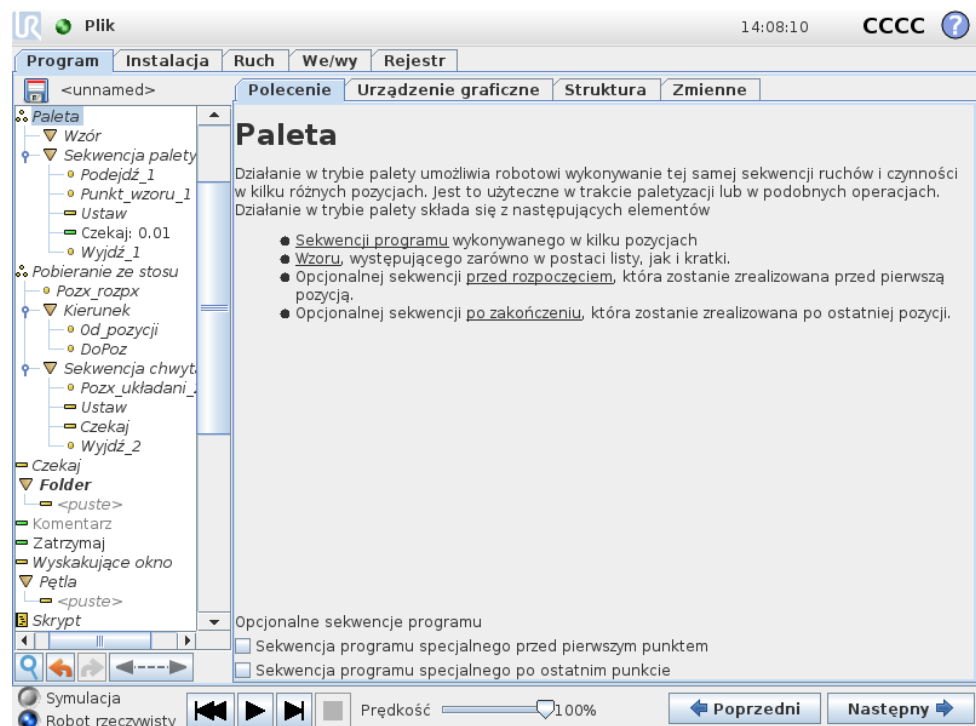 Plik
14:08:10
CCCC
?
Program Instalacja Ruch We/wy Rejestr
<unnamed>
Polecenie Urządzenie graficzne Struktura Zmienne
Paleta
Wzór
Sekwencja palety
Podejdź_1
Punkt_wzoru_1
Ustaw
Czekaj: 0.01
Wyjdź_1
Pobieranie ze stosu
Pozx_rozpx
Kierunek
Od_pozycji
DoPoz
Sekwencja chwyt
Pozx_układani_
Ustaw
Czekaj
Wyjdź_2
Czekaj
Folder
<puste>
Komentarz
Zatrzymaj
Wyskakujące okno
Pętla
<puste>
Skrypt
Paleta
Działanie w trybie palety umożliwia robotowi wykonywanie tej samej sekwencji ruchów i czynności
w kilku różnych pozycjach. Jest to użyteczne w trakcie paletyzacji lub w podobnych operacjach.
Działanie w trybie palety składa się z następujących elementów
Sekwencji programu wykonywanego w kilku pozycjach
Wzoru, występującego zarówno w postaci listy, jak i kratki.
Opcjonalnej sekwencji przed rozpoczęciem, która zostanie zrealizowana przed pierwszą
pozycją.
Opcjonalnej sekwencji po zakończeniu, która zostanie zrealizowana po ostatniej pozycji.
Opcjonalne sekwencje programu
Sekwencja programu specjalnego przed pierwszym punktem
Sekwencja programu specjalnego po ostatnim punkcie
Symulacja
Robot rzeczywisty
Prędkość 100%
Poprzedni Następny